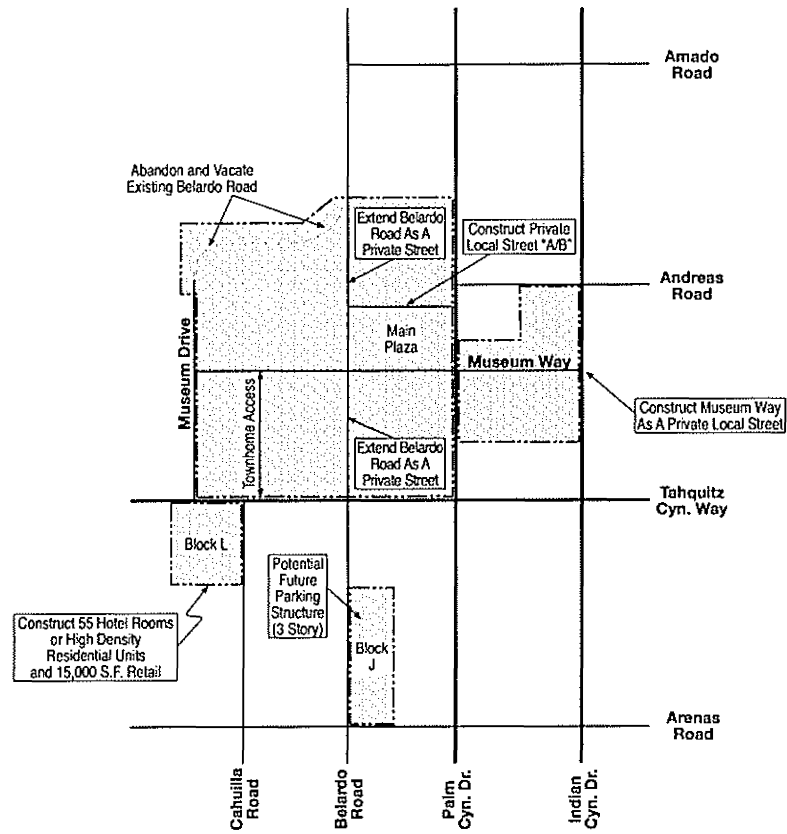 Amado
Road
Abandon and Vacate
Existing Belardo Road
Extend Belardo
Road As A
Private Street
Construct Private
Local Street "A/B"
Andreas
Road
Main
Plaza
Museum Drive
Museum Way
Townhome Access
Construct Museum Way
As A Private Local Street
Extend Belardo
Road As A
Private Street
Tahquitz
Cyn. Way
Block L
Potential
Future
Parking
Structure
(3 Story)
Construct 55 Hotel Rooms
or High Density
Residential Units
and 15,000 S.F. Retail
Block
J
Arenas
Road
Cahuilla
Road
Belardo
Road
Palm
Cyn. Dr.
Indian
Cyn. Dr.